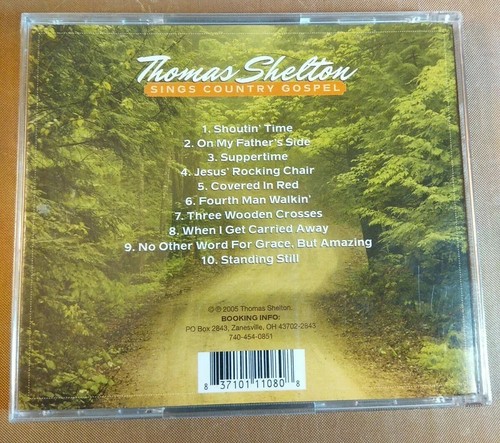 Thomas Shelton
SINGS COUNTRY GOSPEL
1. Shoutin' Time
2. On My Father's Side
3. Suppertime
4. Jesus' Rocking Chair
5. Covered In Red
6. Fourth Man Walkin'
7. Three Wooden Crosses
8. When I Get Carried Away
9. No Other Word For Grace, But Amazing
10. Standing Still
©℗ 2005 Thomas Shelton.
BOOKING INFO:
PO Box 2843, Zanesville, OH 43702-2843
740-454-0851
8 37101 11080 8